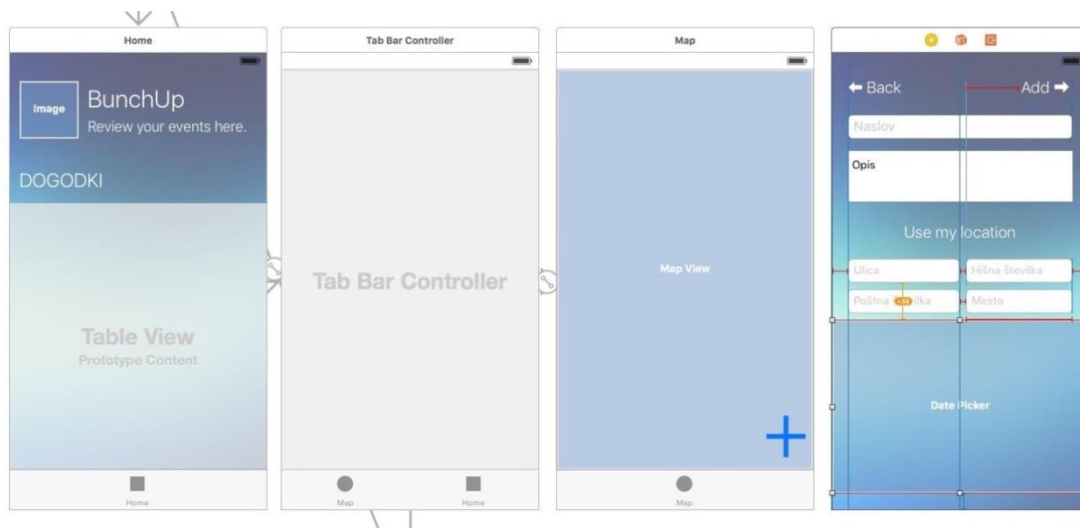 Home
Image
BunchUp
Review your events here.
DOGODKI
Table View
Prototype Content
Home
Tab Bar Controller
Tab Bar Controller
Map
Home
Map
Map View
Map
Back
Add
Naslov
Opis
Use my location
Ulica
Hišna številka
Poštna
Mesto
Date Picker